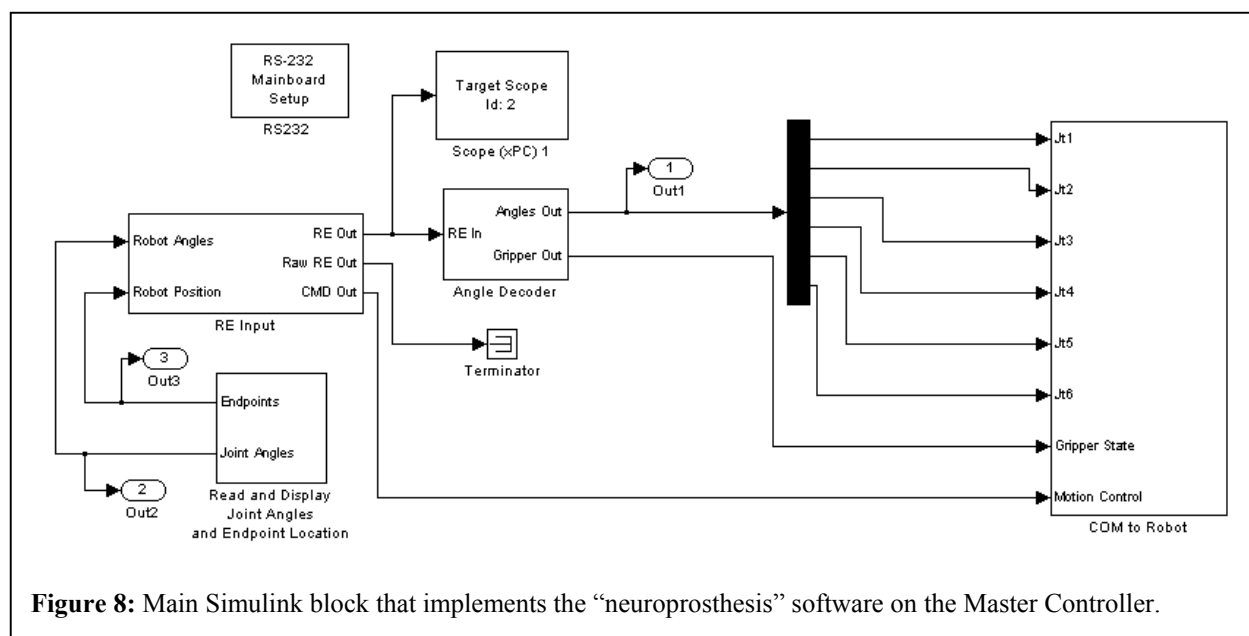 RS-232
Mainboard
Setup
RS232
Target Scope
Id: 2
Scope (xPC) 1
1
Out1
Robot Angles
Robot Position
RE Out
Raw RE Out
CMD Out
RE Input
RE In
Angles Out
Gripper Out
Angle Decoder
Terminator
3
Out3
Endpoints
Joint Angles
Read and Display
Joint Angles
and Endpoint Location
2
Out2
Jt1
Jt2
Jt3
Jt4
Jt5
Jt6
Gripper State
Motion Control
COM to Robot
Figure 8: Main Simulink block that implements the “neuroprosthesis” software on the Master Controller.